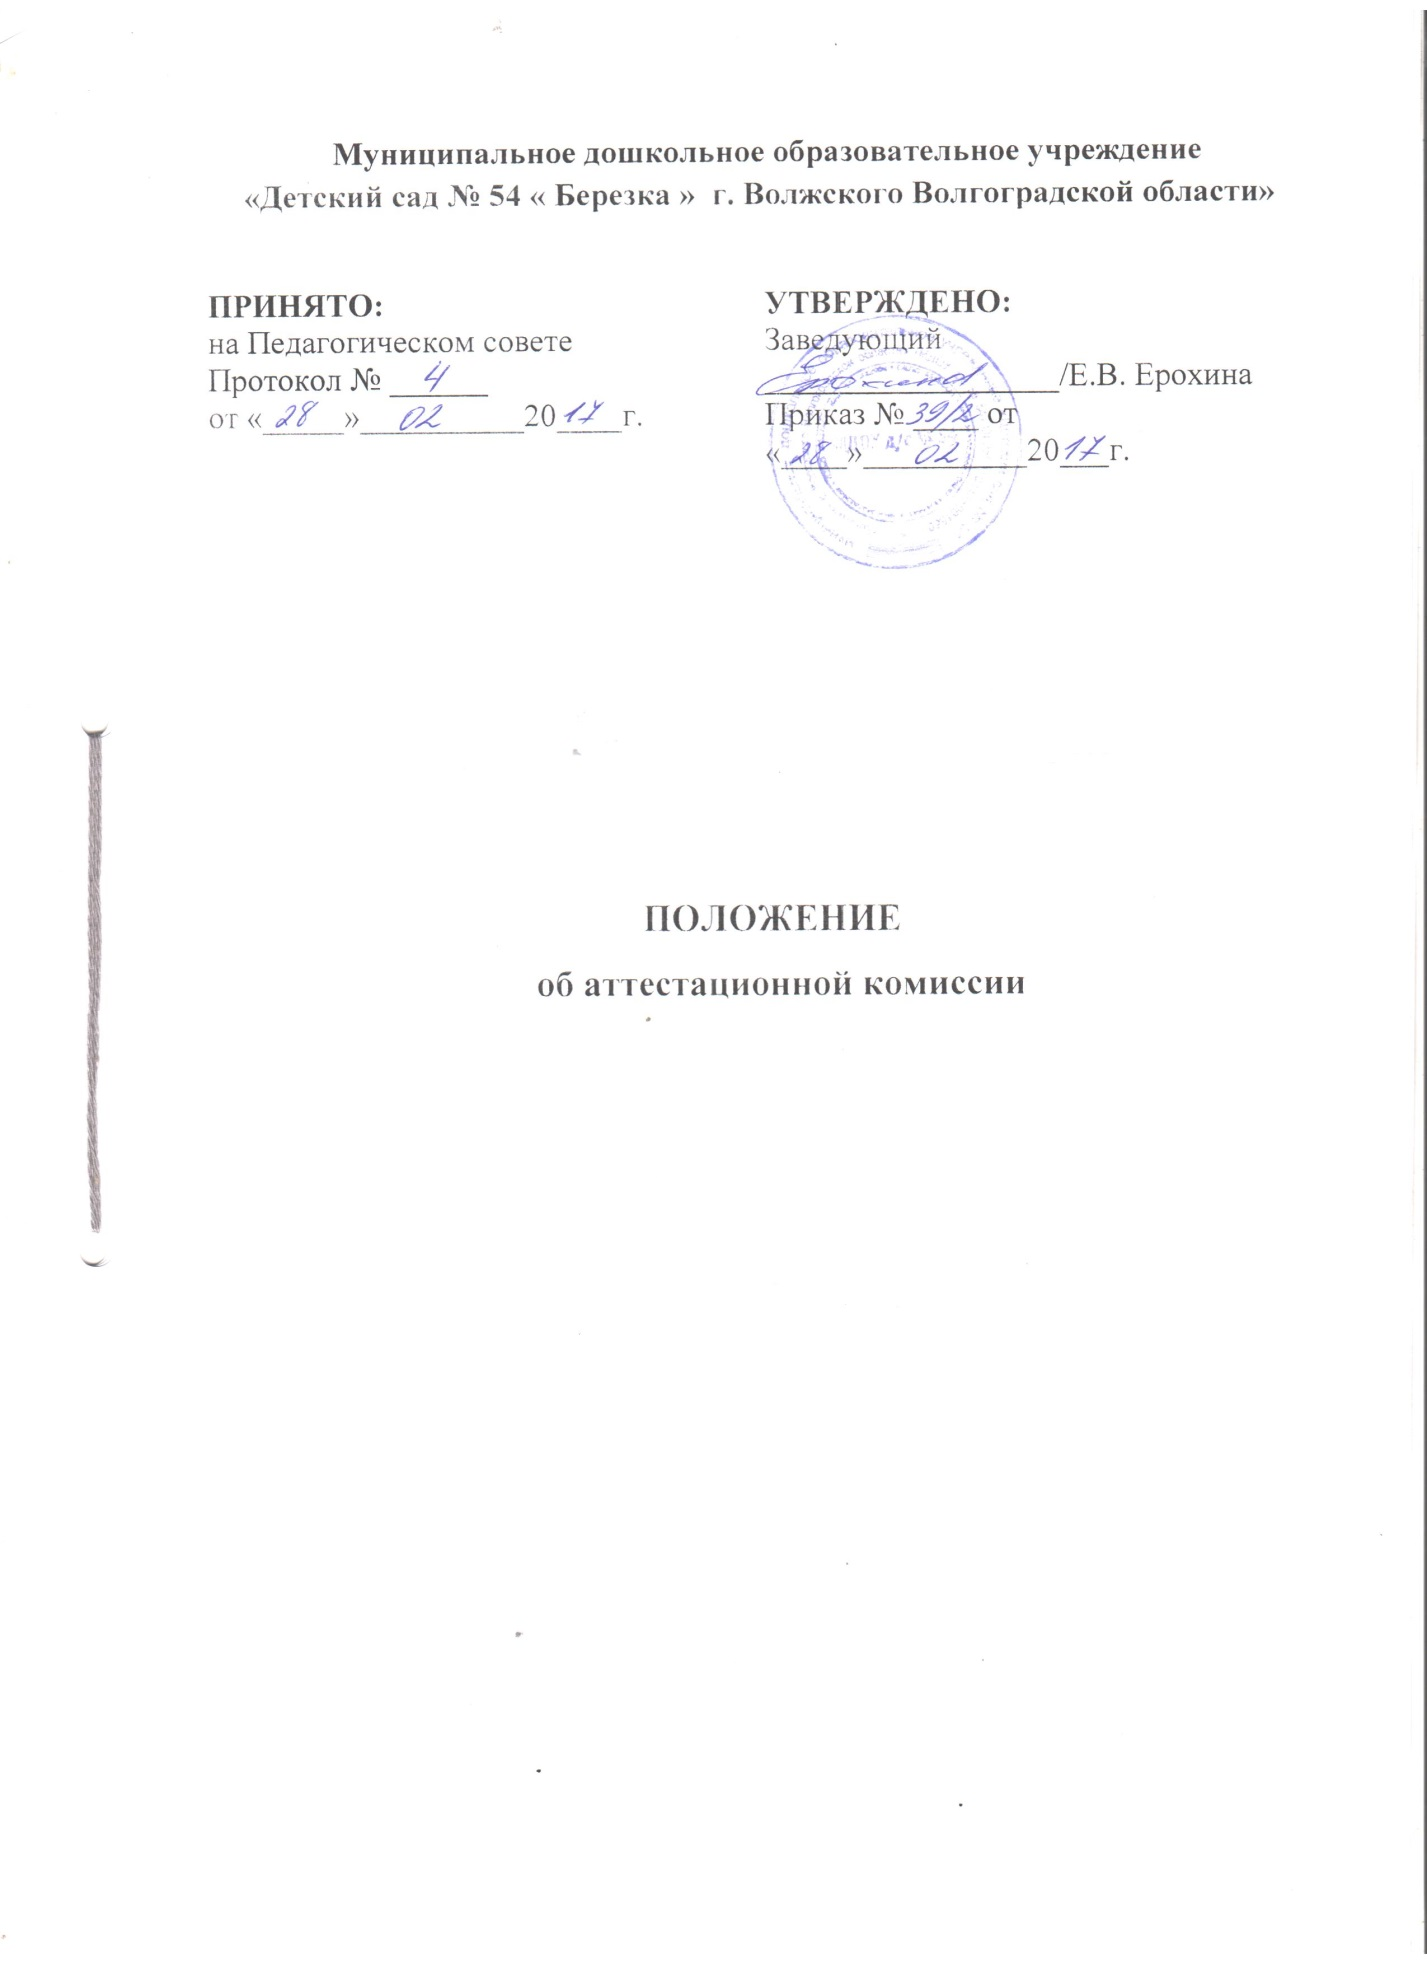 Муниципальное дошкольное образовательное учреждение
«Детский сад № 54 « Березка »  г. Волжского Волгоградской области»
ПРИНЯТО:
на Педагогическом совете
Протокол № 4
от «28» 02 2017 г.
УТВЕРЖДЕНО:
Заведующий
/Е.В. Ерохина
Приказ № 39/2 от
«28» 02 2017г.
ПОЛОЖЕНИЕ
об аттестационной комиссии